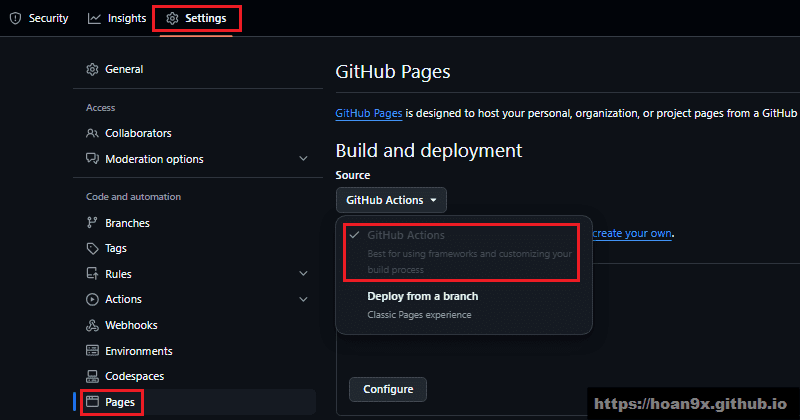 Security Insights Settings
General
Access
Collaborators
Moderation options
Code and automation
Branches
Tags
Rules
Actions
Webhooks
Environments
Codespaces
Pages
GitHub Pages
GitHub Pages is designed to host your personal, organization, or project pages from a GitHub
Build and deployment
Source
GitHub Actions
create your own.
GitHub Actions
Best for using frameworks and customizing your
build process
Deploy from a branch
Classic Pages experience
Configure
https://hoan9x.github.io